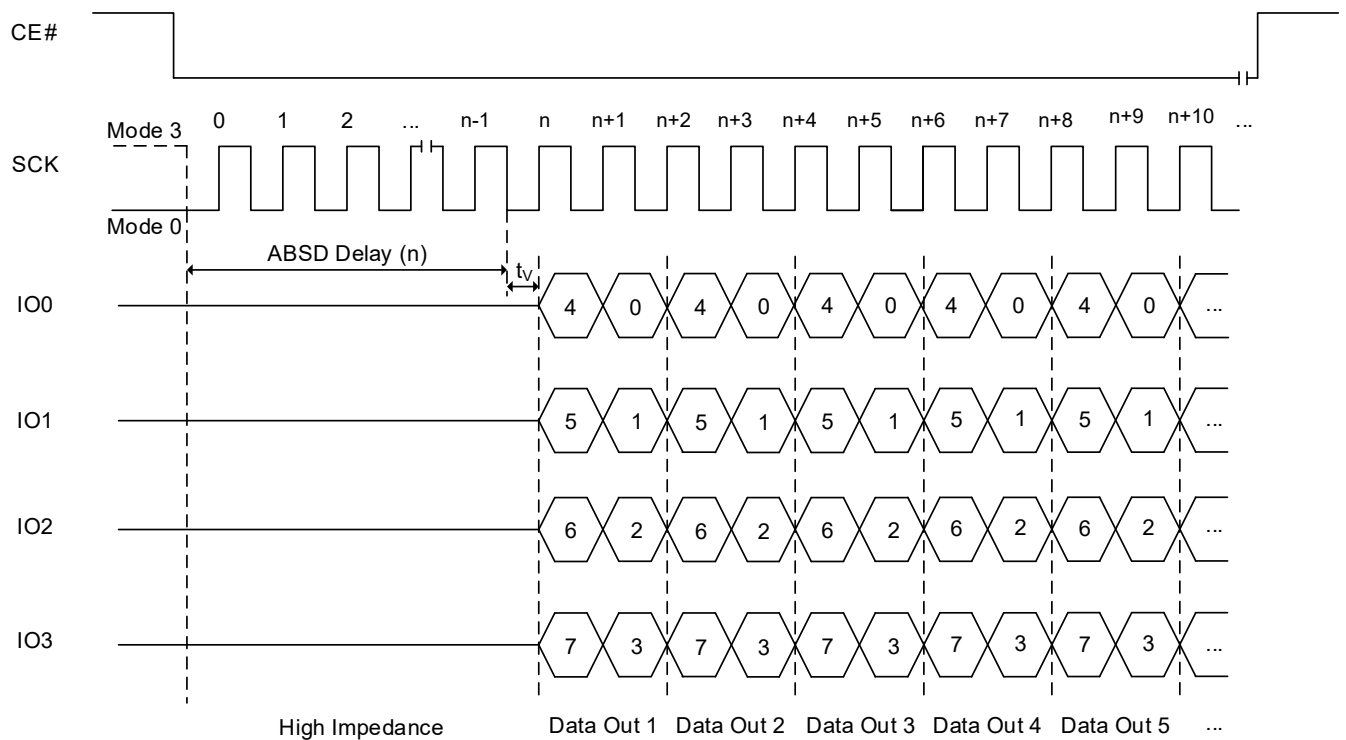 CE#
Mode 3 0 1 2 ... n-1 n n+1 n+2 n+3 n+4 n+5 n+6 n+7 n+8 n+9 n+10 ...
SCK
Mode 0
ABSD Delay (n)
tV
IO0 4 0 4 0 4 0 4 0 4 0 ...
IO1 5 1 5 1 5 1 5 1 5 1 ...
IO2 6 2 6 2 6 2 6 2 6 2 ...
IO3 7 3 7 3 7 3 7 3 7 3 ...
High Impedance Data Out 1 Data Out 2 Data Out 3 Data Out 4 Data Out 5 ...